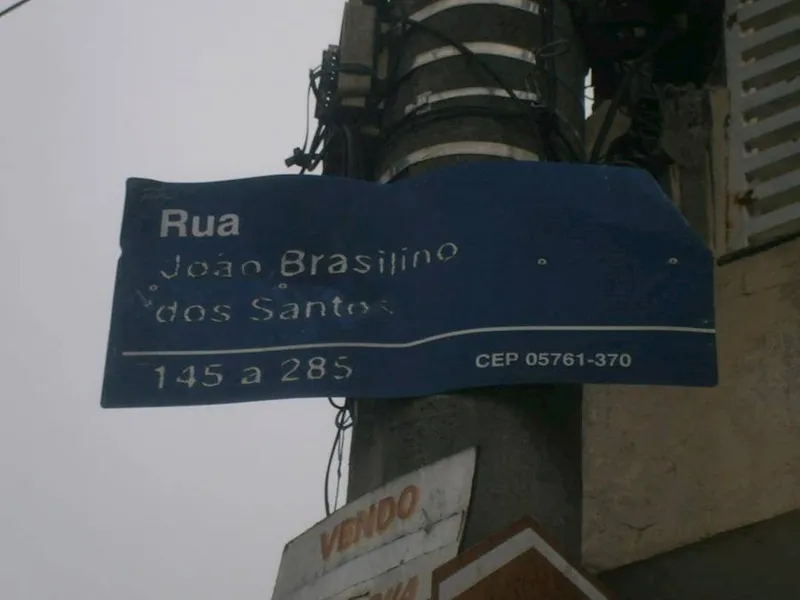 Rua
João Brasilino
dos Santos
145 a 285
CEP 05761-370
VENDO